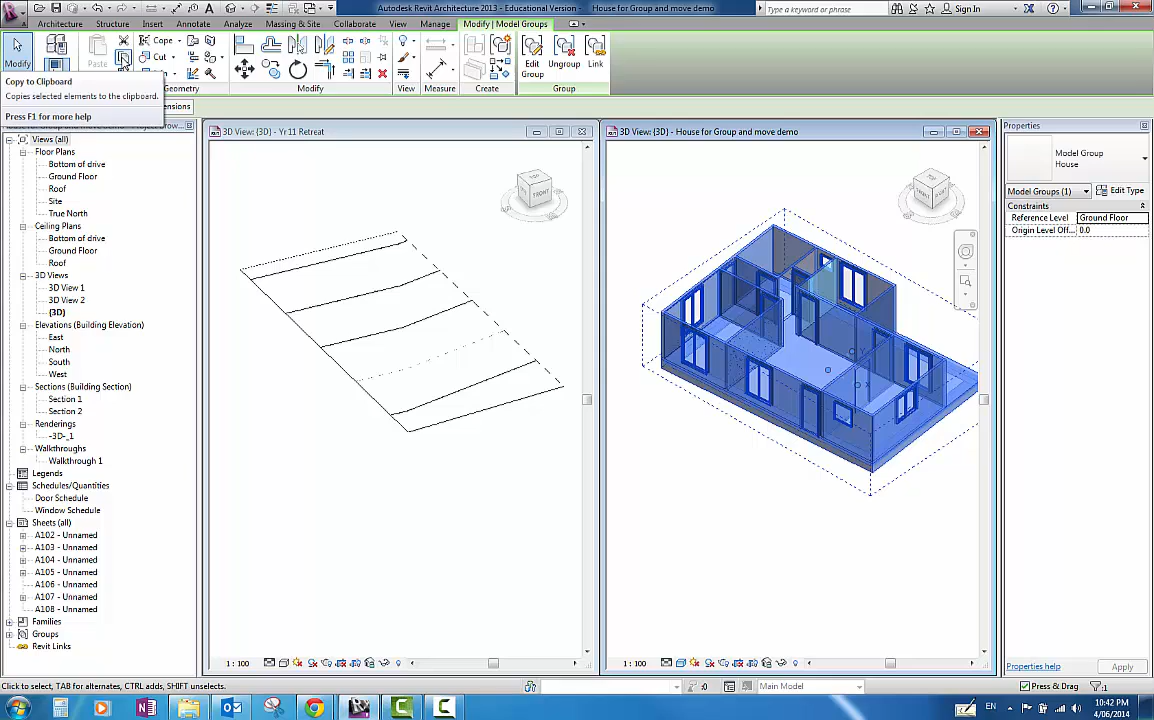 Autodesk Revit Architecture 2014 - Educational Version - House for Group and move demo
Type a keyword or phrase
Sign In
Architecture Structure Insert Annotate Analyze Massing & Site Collaborate View Manage Modify | Model Groups
Modify
Paste
Cope
Cut
Edit Group
Ungroup
Link
Geometry Modify View Measure Create Group
Copy to Clipboard
Copies selected elements to the clipboard.
Press F1 for more help
Views (all)
Floor Plans
Bottom of drive
Ground Floor
Roof
Site
True North
Ceiling Plans
Bottom of drive
Ground Floor
Roof
3D Views
3D View 1
3D View 2
{3D}
Elevations (Building Elevation)
East
North
South
West
Sections (Building Section)
Section 1
Section 2
Renderings
-3D-_1
Walkthroughs
Walkthrough 1
Legends
Schedules/Quantities
Door Schedule
Window Schedule
Sheets (all)
A102 - Unnamed
A103 - Unnamed
A104 - Unnamed
A105 - Unnamed
A106 - Unnamed
A107 - Unnamed
A108 - Unnamed
Families
Groups
Revit Links
3D View: {3D} - Yr11 Retreat
TOP
FRONT
1 : 100
3D View: {3D} - House for Group and move demo
TOP
FRONT
1 : 100
Properties
Model Group
House
Model Groups (1)
Edit Type
Constraints
Reference Level Ground Floor
Origin Level Off... 0.0
Properties help
Apply
Click to select, TAB for alternates, CTRL adds, SHIFT unselects.
:0
Main Model
Press & Drag
:1
EN
10:42 PM
4/06/2014